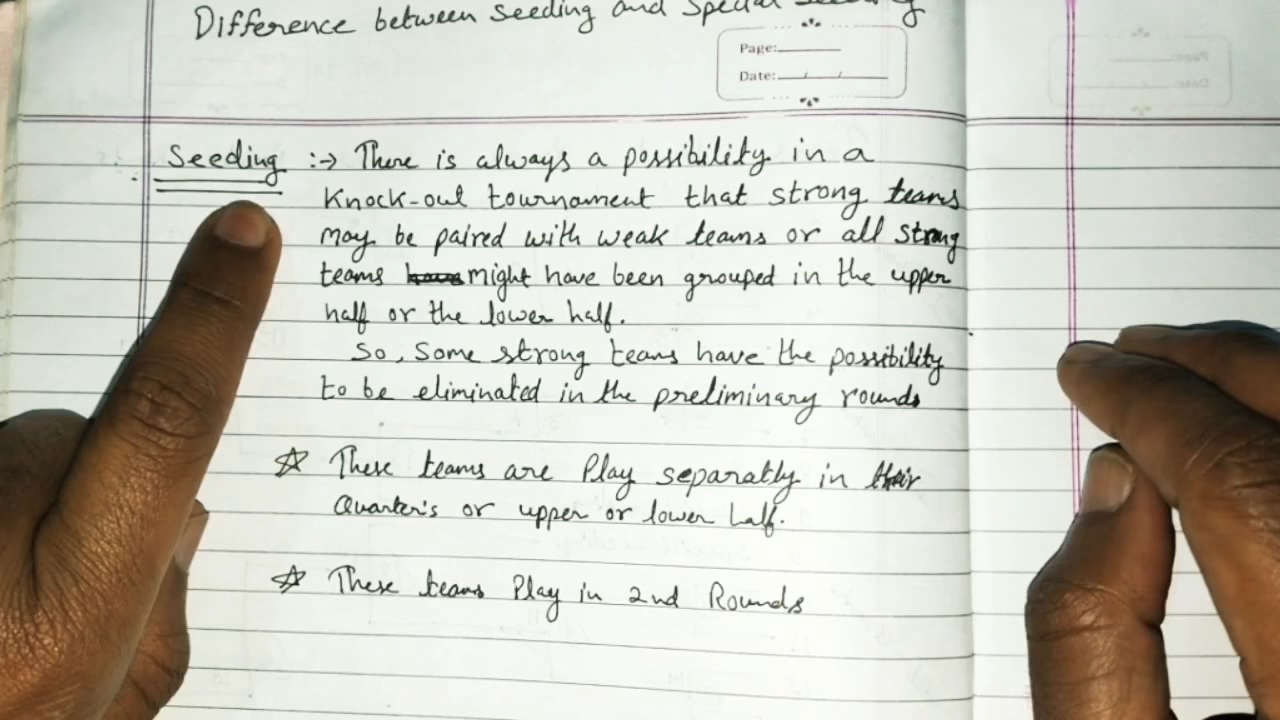 Difference between Seeding and Special Seeding
Page:
Date:
Seeding :→ There is always a possibility in a
Knock-out tournament that strong teams
may be paired with weak teams or all strong
teams might have been grouped in the upper
half or the lower half.
So, Some strong teams have the possibility
to be eliminated in the preliminary rounds
☆ These teams are Play separatly in their
Quarter's or upper or lower half.
☆ These teams Play in 2nd Rounds